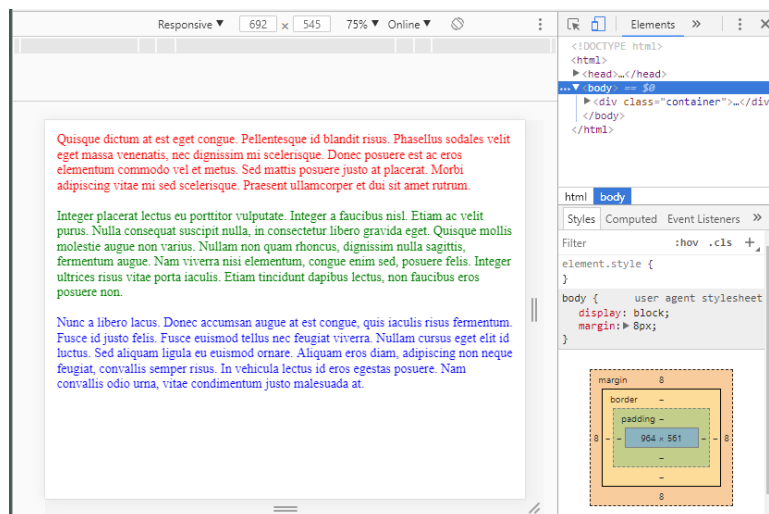 Responsive ▼ 692 × 545 75% ▼ Online ▼
Elements »
<!DOCTYPE html>
<html>
▶<head>…</head>
…▼<body> == $0
▶<div class="container">…</div>
</body>
</html>
html body
Styles Computed Event Listeners »
Filter :hov .cls +
element.style {
}
body { user agent stylesheet
display: block;
margin:▶ 8px;
}
margin 8
border –
padding –
8 – – 964 × 561 – – 8
–
–
8
Quisque dictum at est eget congue. Pellentesque id blandit risus. Phasellus sodales velit
eget massa venenatis, nec dignissim mi scelerisque. Donec posuere est ac eros
elementum commodo vel et metus. Sed mattis posuere justo at placerat. Morbi
adipiscing vitae mi sed scelerisque. Praesent ullamcorper et dui sit amet rutrum.
Integer placerat lectus eu porttitor vulputate. Integer a faucibus nisl. Etiam ac velit
purus. Nulla consequat suscipit nulla, in consectetur libero gravida eget. Quisque mollis
molestie augue non varius. Nullam non quam rhoncus, dignissim nulla sagittis,
fermentum augue. Nam viverra nisi elementum, congue enim sed, posuere felis. Integer
ultrices risus vitae porta iaculis. Etiam tincidunt dapibus lectus, non faucibus eros
posuere non.
Nunc a libero lacus. Donec accumsan augue at est congue, quis iaculis risus fermentum.
Fusce id justo felis. Fusce euismod tellus nec feugiat viverra. Nullam cursus eget elit id
luctus. Sed aliquam ligula eu euismod ornare. Aliquam eros diam, adipiscing non neque
feugiat, convallis semper risus. In vehicula lectus id eros egestas posuere. Nam
convallis odio urna, vitae condimentum justo malesuada at.